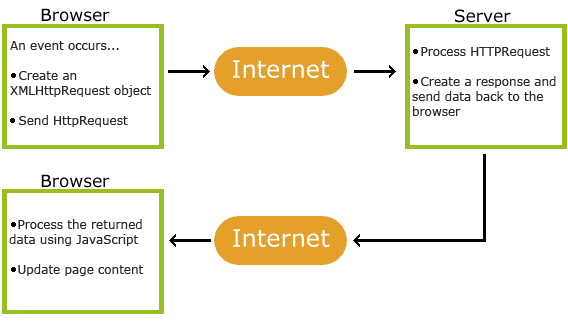 Browser
An event occurs...
•Create an
XMLHttpRequest object
• Send HttpRequest
Internet
Server
•Process HTTPRequest
•Create a response and
send data back to the
browser
Browser
•Process the returned
data using JavaScript
•Update page content
Internet